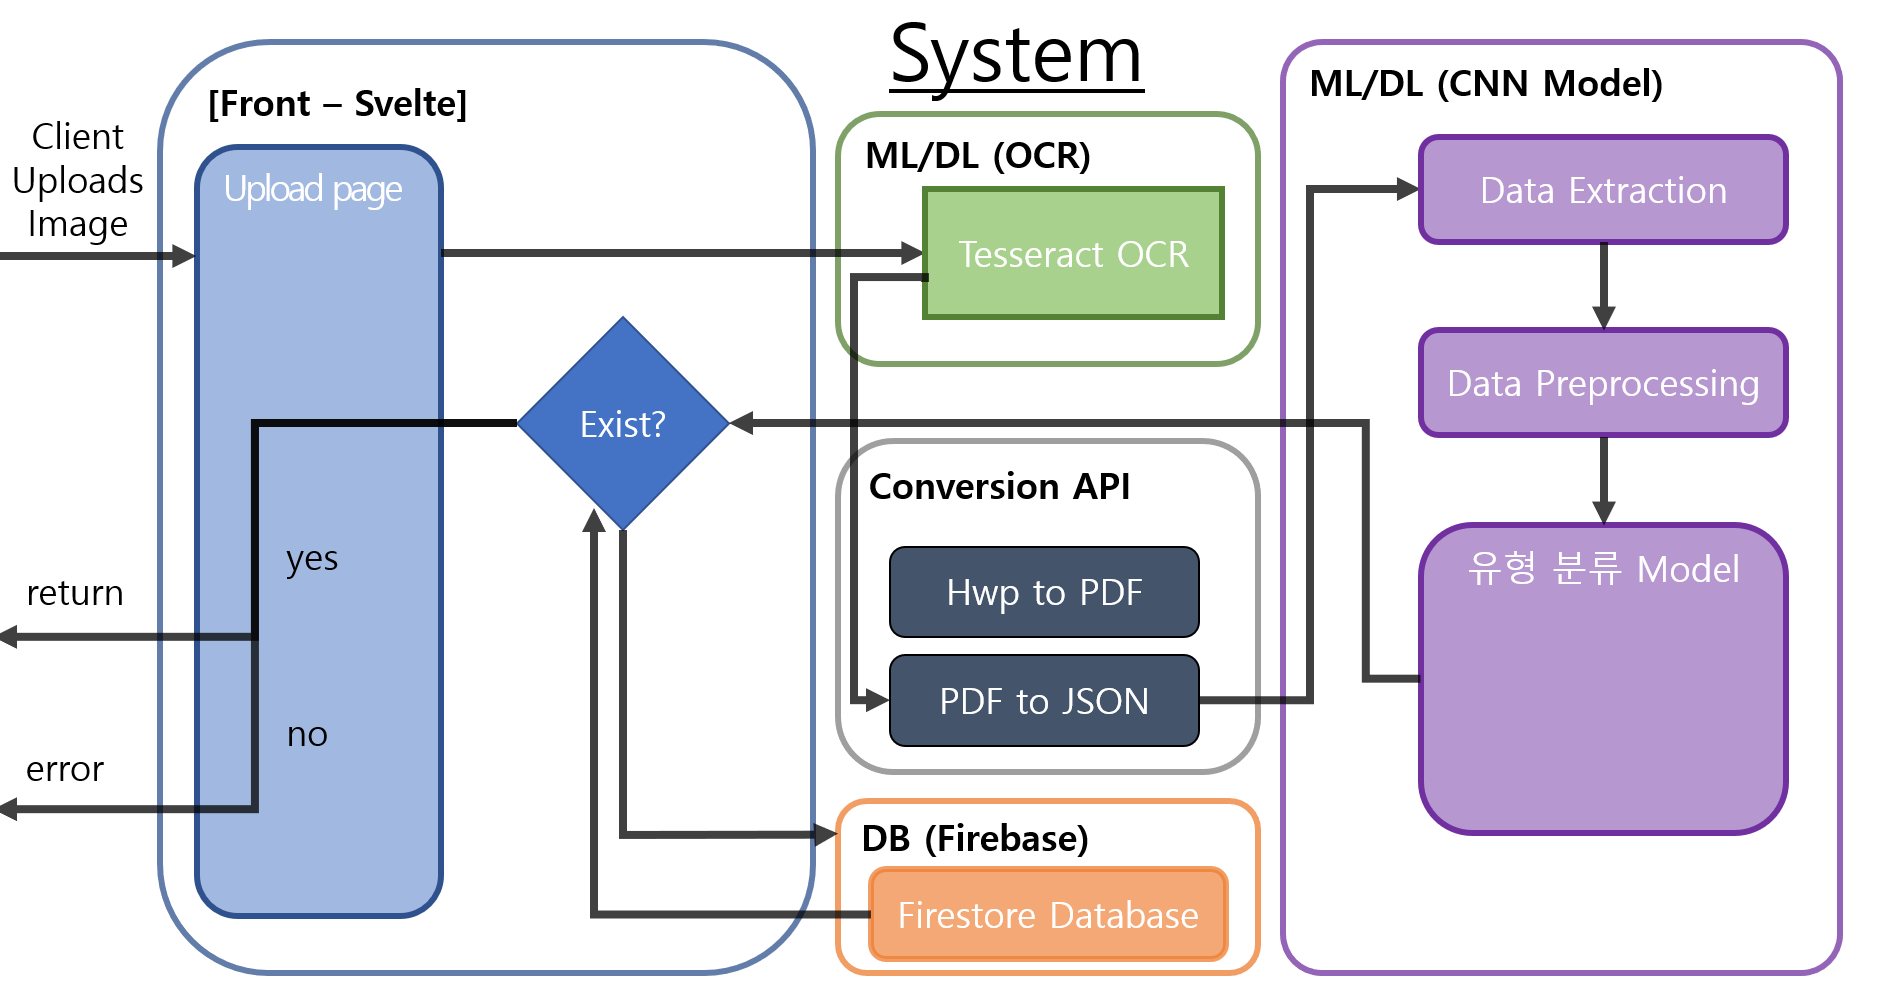 System
Client
Uploads
Image
[Front – Svelte]
Upload page
Exist?
yes
return
no
error
ML/DL (OCR)
Tesseract OCR
Conversion API
Hwp to PDF
PDF to JSON
DB (Firebase)
Firestore Database
ML/DL (CNN Model)
Data Extraction
Data Preprocessing
유형 분류 Model